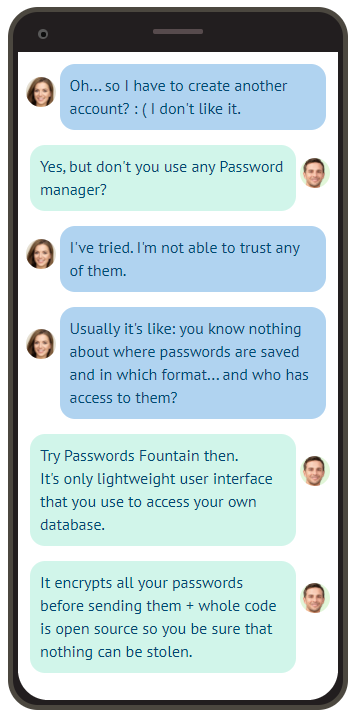 Oh... so I have to create another
account? : ( I don't like it.
Yes, but don't you use any Password
manager?
I've tried. I'm not able to trust any
of them.
Usually it's like: you know nothing
about where passwords are saved
and in which format... and who has
access to them?
Try Passwords Fountain then.
It's only lightweight user interface
that you use to access your own
database.
It encrypts all your passwords
before sending them + whole code
is open source so you be sure that
nothing can be stolen.